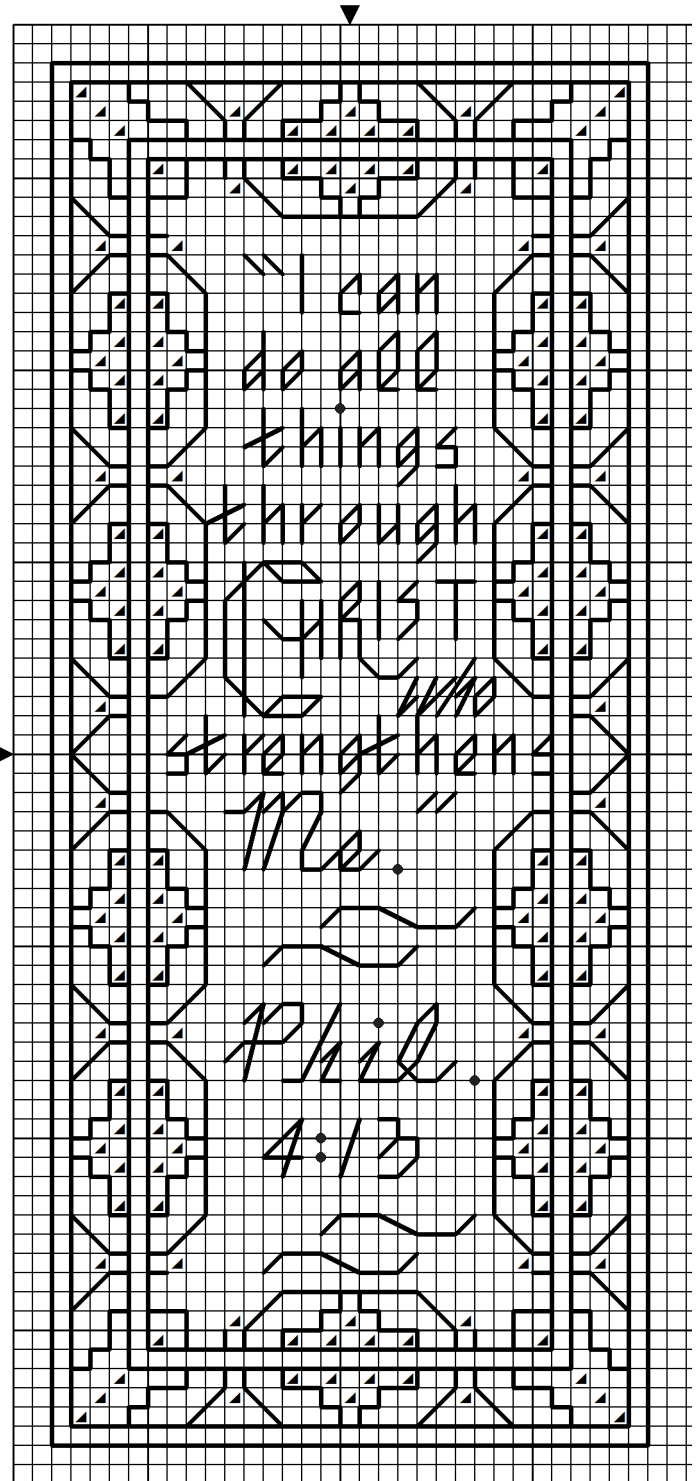 "I can
do all
things
through
CHRIST
who
strengthens
Me."
Phil.
4:13